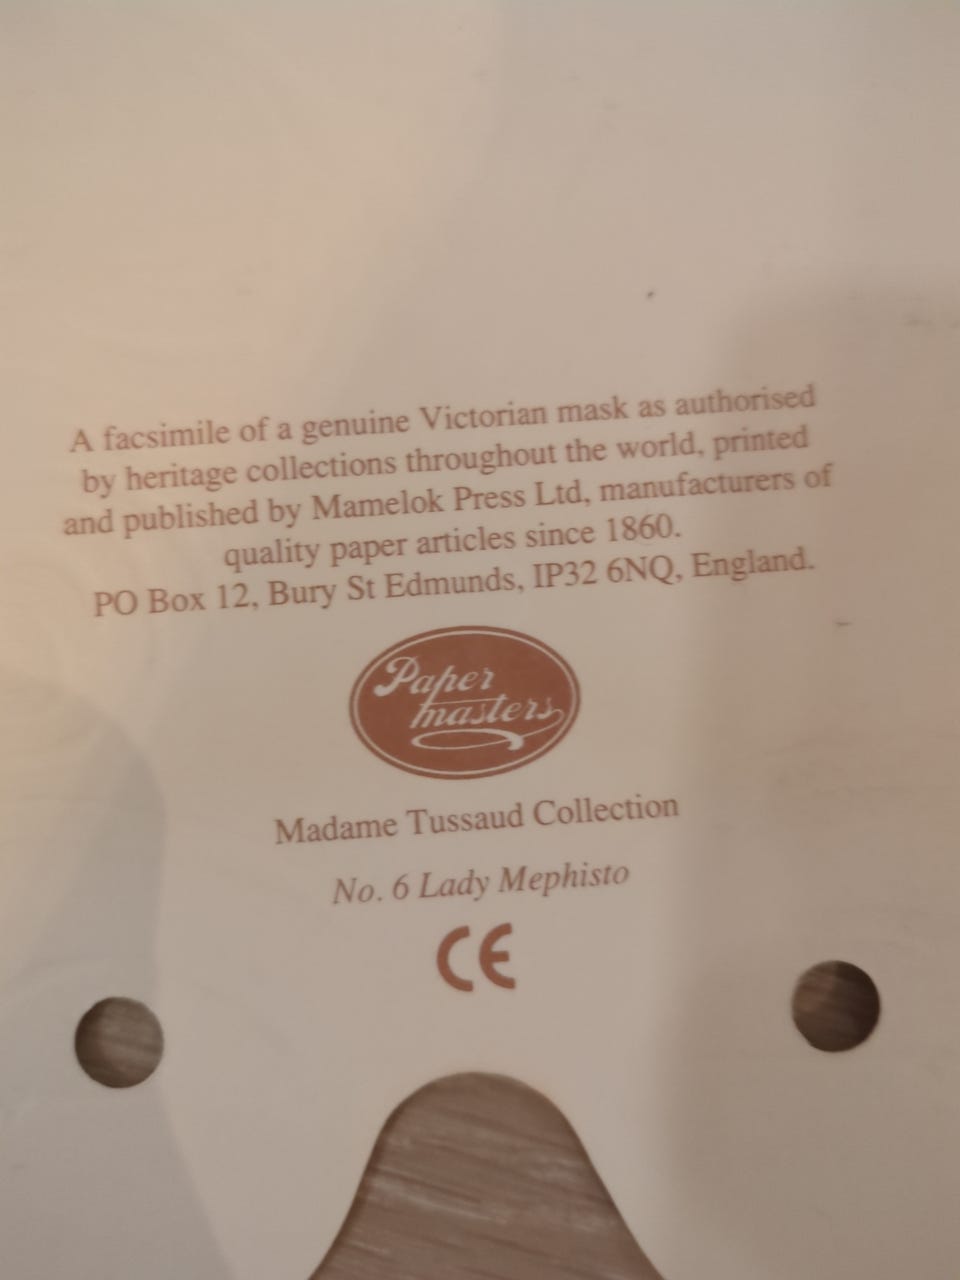 A facsimile of a genuine Victorian mask as authorised
by heritage collections throughout the world, printed
and published by Mamelok Press Ltd, manufacturers of
quality paper articles since 1860.
PO Box 12, Bury St Edmunds, IP32 6NQ, England.
Paper
masters
Madame Tussaud Collection
No. 6 Lady Mephisto
CE